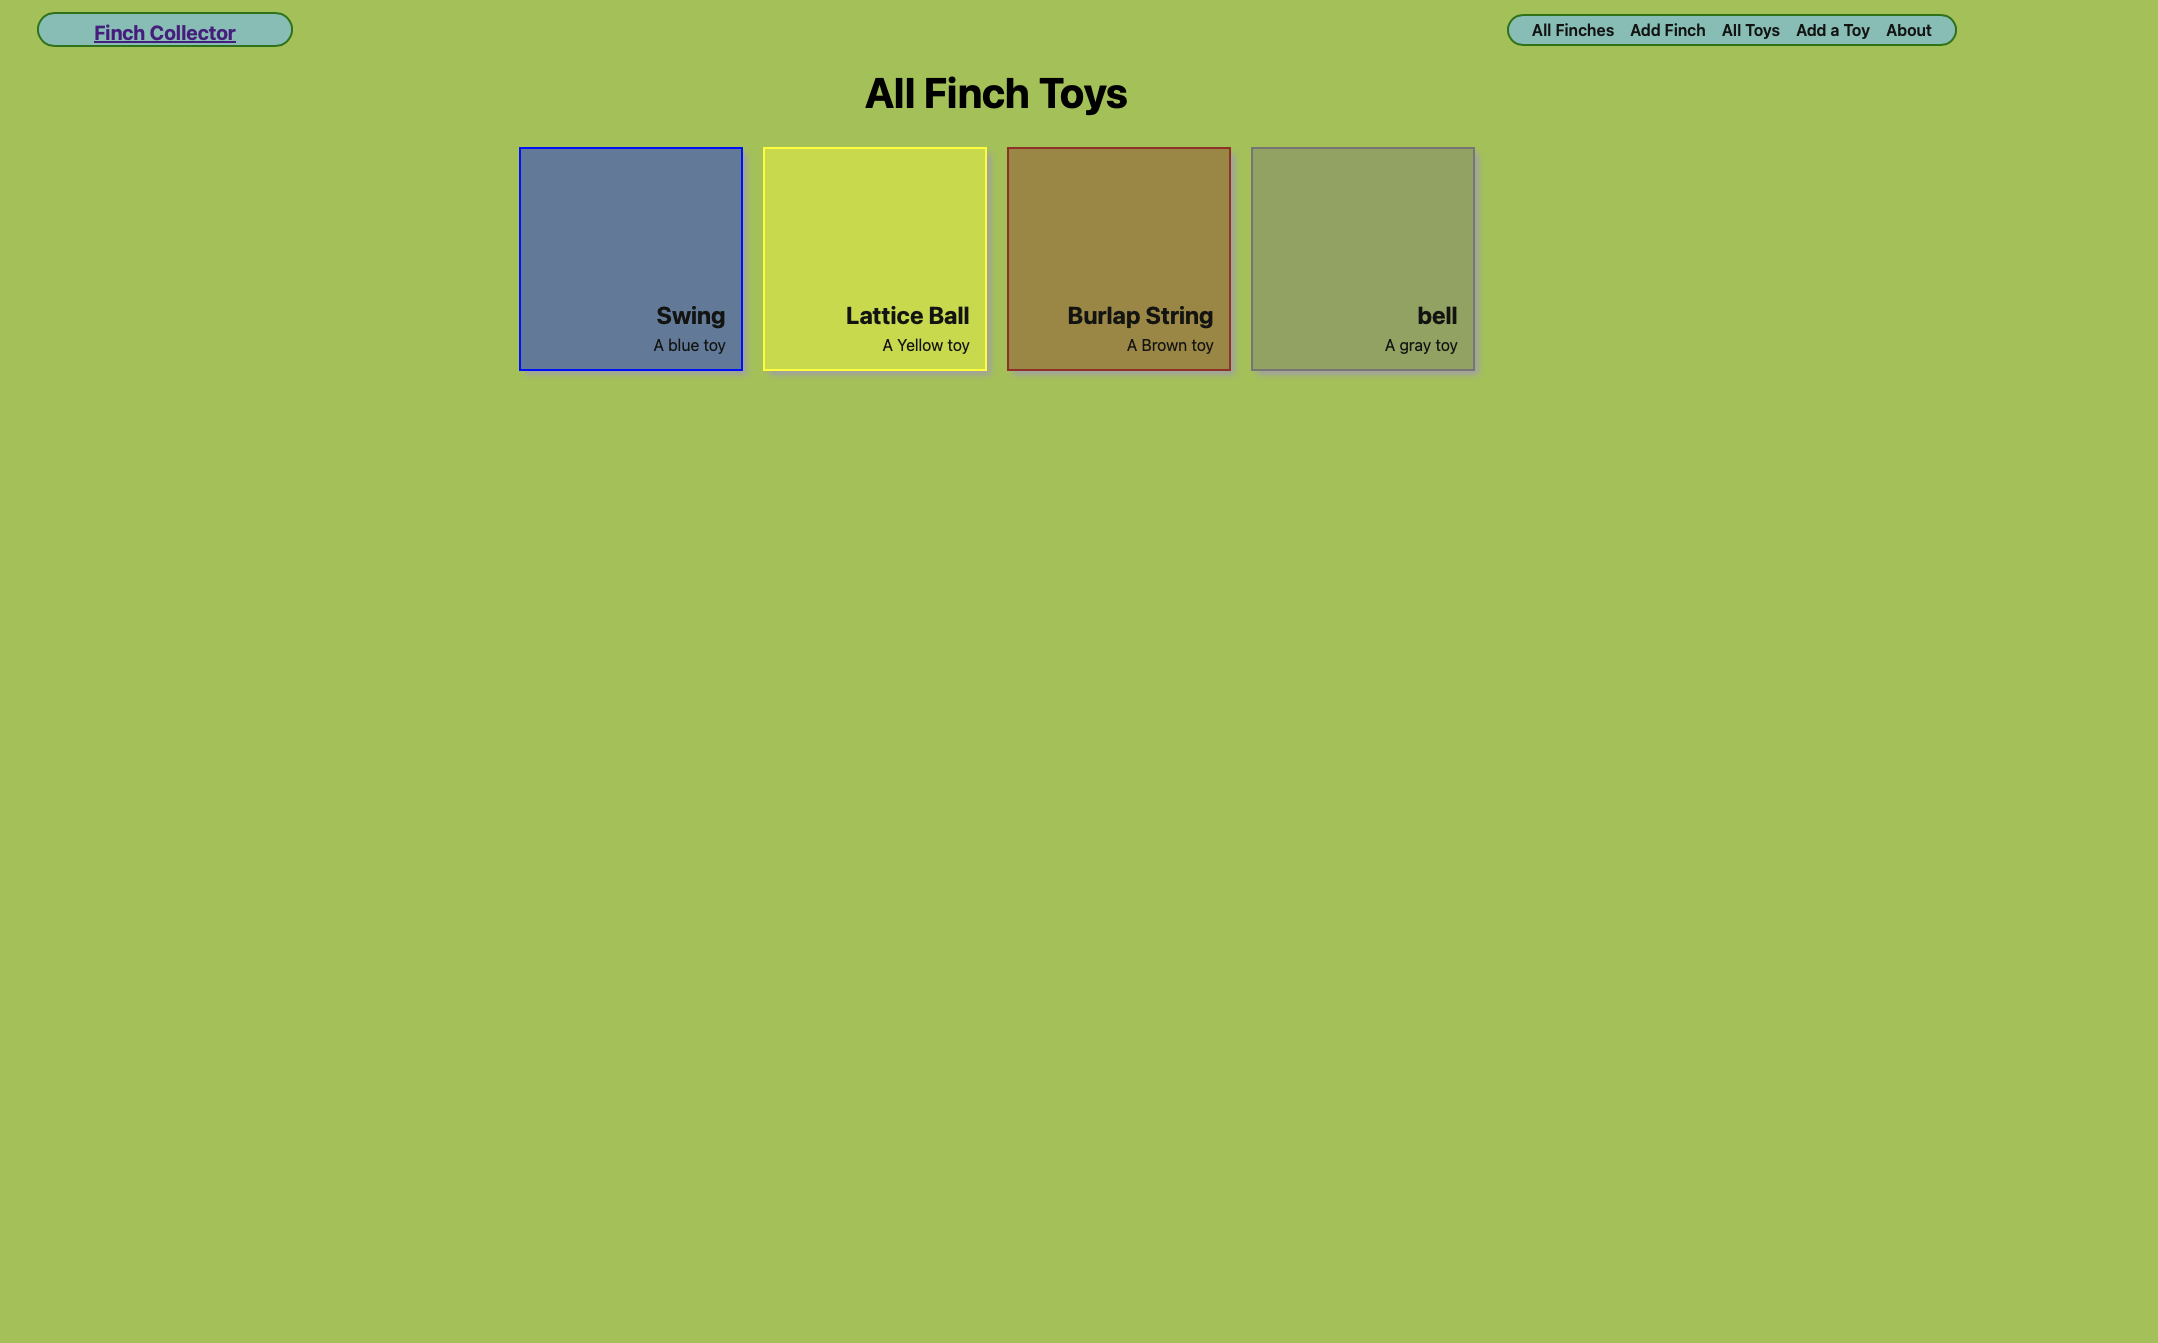 Finch Collector
All Finches Add Finch All Toys Add a Toy About
All Finch Toys
Swing
A blue toy
Lattice Ball
A Yellow toy
Burlap String
A Brown toy
bell
A gray toy